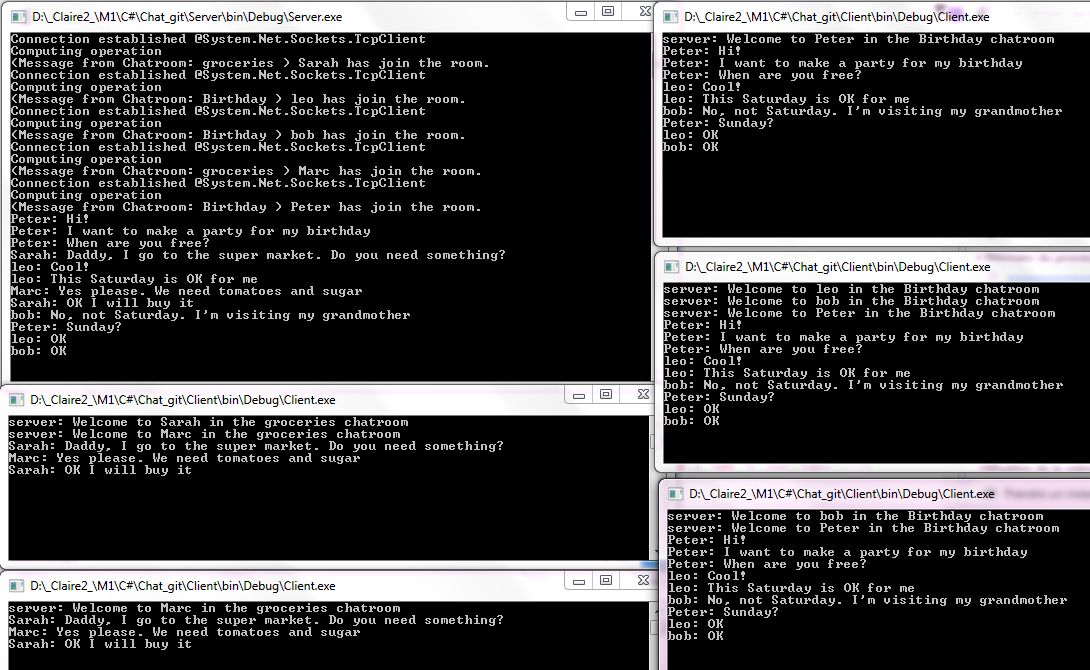 D:\_Claire2_\M1\C#\Chat_git\Server\bin\Debug\Server.exe
Connection established @System.Net.Sockets.TcpClient
Computing operation
(Message from Chatroom: groceries > Sarah has join the room.
Connection established @System.Net.Sockets.TcpClient
Computing operation
(Message from Chatroom: Birthday > leo has join the room.
Connection established @System.Net.Sockets.TcpClient
Computing operation
(Message from Chatroom: Birthday > bob has join the room.
Connection established @System.Net.Sockets.TcpClient
Computing operation
(Message from Chatroom: groceries > Marc has join the room.
Connection established @System.Net.Sockets.TcpClient
Computing operation
(Message from Chatroom: Birthday > Peter has join the room.
Peter: Hi!
Peter: I want to make a party for my birthday
Peter: When are you free?
Sarah: Daddy, I go to the super market. Do you need something?
leo: Cool!
leo: This Saturday is OK for me
Marc: Yes please. We need tomatoes and sugar
Sarah: OK I will buy it
bob: No, not Saturday. I'm visiting my grandmother
Peter: Sunday?
leo: OK
bob: OK
D:\_Claire2_\M1\C#\Chat_git\Client\bin\Debug\Client.exe
server: Welcome to Sarah in the groceries chatroom
server: Welcome to Marc in the groceries chatroom
Sarah: Daddy, I go to the super market. Do you need something?
Marc: Yes please. We need tomatoes and sugar
Sarah: OK I will buy it
D:\_Claire2_\M1\C#\Chat_git\Client\bin\Debug\Client.exe
server: Welcome to Marc in the groceries chatroom
Sarah: Daddy, I go to the super market. Do you need something?
Marc: Yes please. We need tomatoes and sugar
Sarah: OK I will buy it
D:\_Claire2_\M1\C#\Chat_git\Client\bin\Debug\Client.exe
server: Welcome to Peter in the Birthday chatroom
Peter: Hi!
Peter: I want to make a party for my birthday
Peter: When are you free?
leo: Cool!
leo: This Saturday is OK for me
bob: No, not Saturday. I'm visiting my grandmother
Peter: Sunday?
leo: OK
bob: OK
D:\_Claire2_\M1\C#\Chat_git\Client\bin\Debug\Client.exe
server: Welcome to leo in the Birthday chatroom
server: Welcome to bob in the Birthday chatroom
server: Welcome to Peter in the Birthday chatroom
Peter: Hi!
Peter: I want to make a party for my birthday
Peter: When are you free?
leo: Cool!
leo: This Saturday is OK for me
bob: No, not Saturday. I'm visiting my grandmother
Peter: Sunday?
leo: OK
bob: OK
D:\_Claire2_\M1\C#\Chat_git\Client\bin\Debug\Client.exe
server: Welcome to bob in the Birthday chatroom
server: Welcome to Peter in the Birthday chatroom
Peter: Hi!
Peter: I want to make a party for my birthday
Peter: When are you free?
leo: Cool!
leo: This Saturday is OK for me
bob: No, not Saturday. I'm visiting my grandmother
Peter: Sunday?
leo: OK
bob: OK